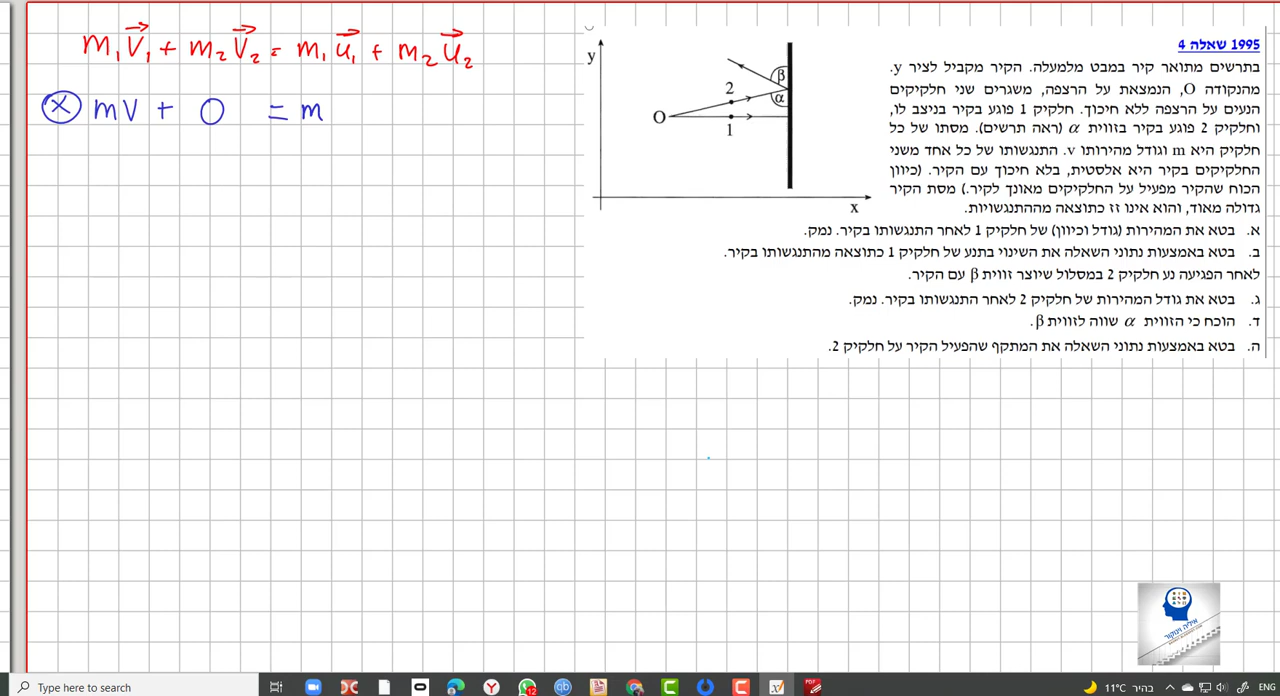 m₁V⃗₁ + m₂V⃗₂ = m₁u⃗₁ + m₂u⃗₂
ⓧ mV + 0 = m
1995 שאלה 4
בתרשים מתואר קיר במבט מלמעלה. הקיר מקביל לציר y.
מהנקודה O, הנמצאת על הרצפה, משגרים שני חלקיקים
הנעים על הרצפה ללא חיכוך. חלקיק 1 פוגע בקיר בניצב לו,
וחלקיק 2 פוגע בקיר בזווית α (ראה תרשים). מסתו של כל
חלקיק היא m וגודל מהירותו v. התנגשותו של כל אחד משני
החלקיקים בקיר היא אלסטית, בלא חיכוך עם הקיר. (כיוון
הכוח שהקיר מפעיל על החלקיקים מאונך לקיר.) מסת הקיר
גדולה מאוד, והוא אינו זז כתוצאה מההתנגשויות.
א. בטא את המהירות (גודל וכיוון) של חלקיק 1 לאחר התנגשותו בקיר. נמק.
ב. בטא באמצעות נתוני השאלה את השינוי בתנע של חלקיק 1 כתוצאה מהתנגשותו בקיר.
לאחר הפגיעה נע חלקיק 2 במסלול שיוצר זווית β עם הקיר.
ג. בטא את גודל המהירות של חלקיק 2 לאחר התנגשותו בקיר. נמק.
ד. הוכח כי הזווית α שווה לזווית β.
ה. בטא באמצעות נתוני השאלה את המתקף שהפעיל הקיר על חלקיק 2.
y
β
2
α
O
1
x
איליה וינוקור
Type here to search
12
11°C בהיר
ENG